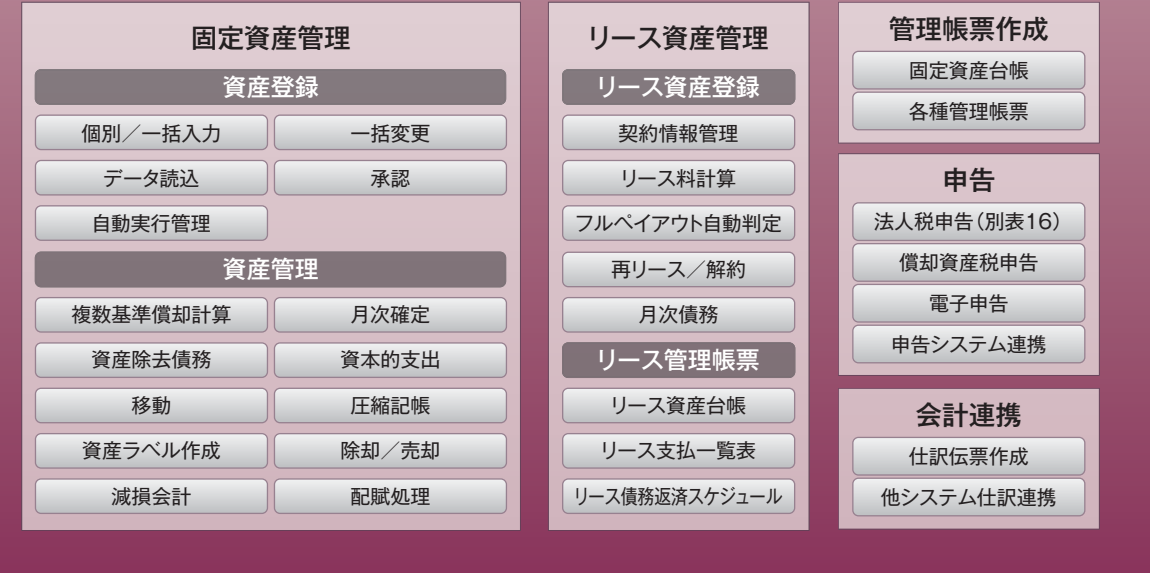 固定資産管理
資産登録
個別／一括入力
一括変更
データ読込
承認
自動実行管理
資産管理
複数基準償却計算
月次確定
資産除去債務
資本的支出
移動
圧縮記帳
資産ラベル作成
除却／売却
減損会計
配賦処理
リース資産管理
リース資産登録
契約情報管理
リース料計算
フルペイアウト自動判定
再リース／解約
月次債務
リース管理帳票
リース資産台帳
リース支払一覧表
リース債務返済スケジュール
管理帳票作成
固定資産台帳
各種管理帳票
申告
法人税申告（別表16）
償却資産税申告
電子申告
申告システム連携
会計連携
仕訳伝票作成
他システム仕訳連携